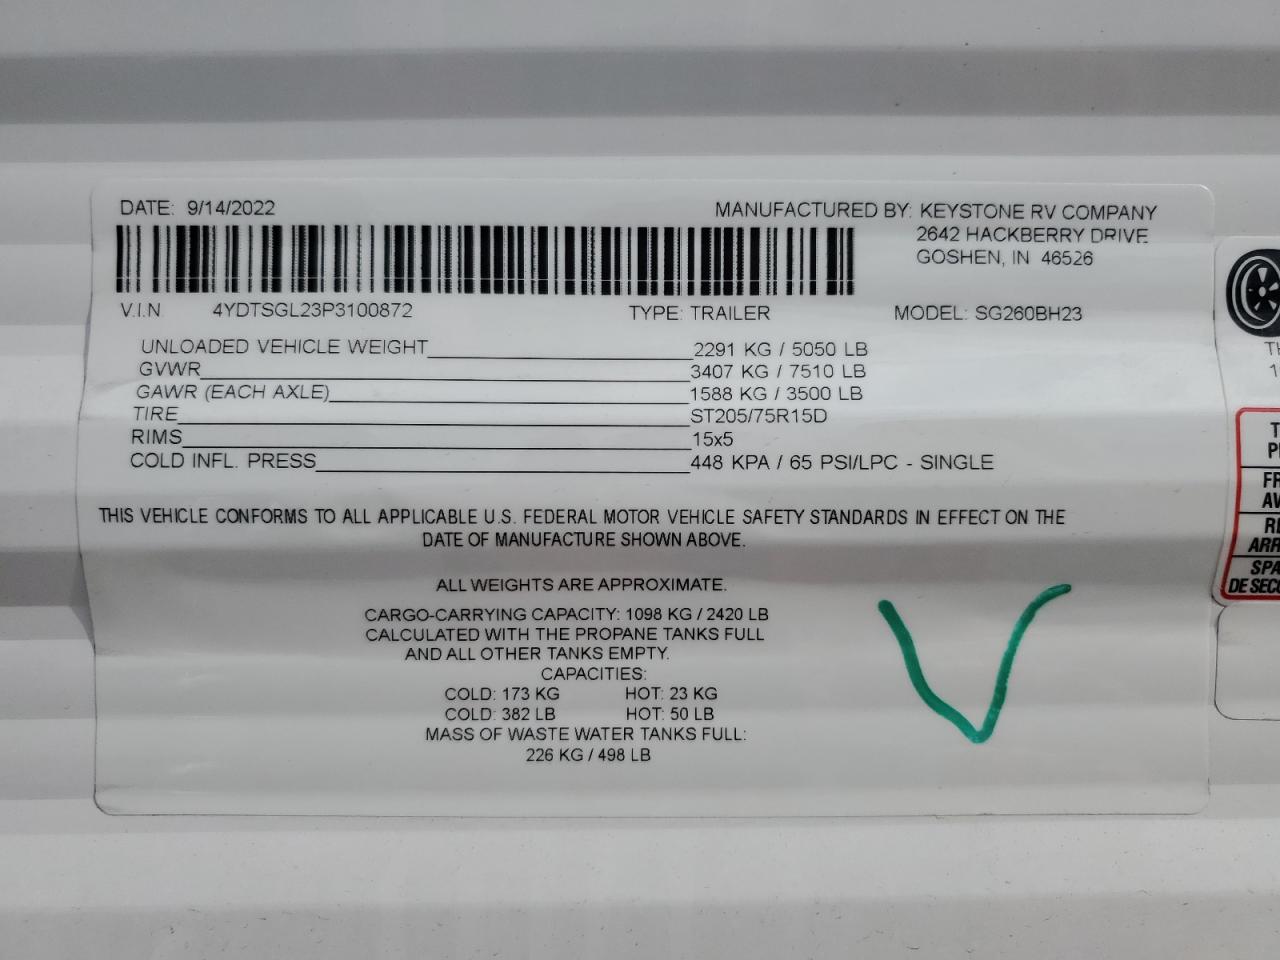 DATE: 9/14/2022
MANUFACTURED BY: KEYSTONE RV COMPANY
2642 HACKBERRY DRIVE
GOSHEN, IN 46526
V.I.N 4YDTSGL23P3100872 TYPE: TRAILER MODEL: SG260BH23
UNLOADED VEHICLE WEIGHT 2291 KG / 5050 LB
GVWR 3407 KG / 7510 LB
GAWR (EACH AXLE) 1588 KG / 3500 LB
TIRE ST205/75R15D
RIMS 15x5
COLD INFL. PRESS 448 KPA / 65 PSI/LPC - SINGLE
THIS VEHICLE CONFORMS TO ALL APPLICABLE U.S. FEDERAL MOTOR VEHICLE SAFETY STANDARDS IN EFFECT ON THE
DATE OF MANUFACTURE SHOWN ABOVE.
ALL WEIGHTS ARE APPROXIMATE.
CARGO-CARRYING CAPACITY: 1098 KG / 2420 LB
CALCULATED WITH THE PROPANE TANKS FULL
AND ALL OTHER TANKS EMPTY.
CAPACITIES:
COLD: 173 KG HOT: 23 KG
COLD: 382 LB HOT: 50 LB
MASS OF WASTE WATER TANKS FULL:
226 KG / 498 LB